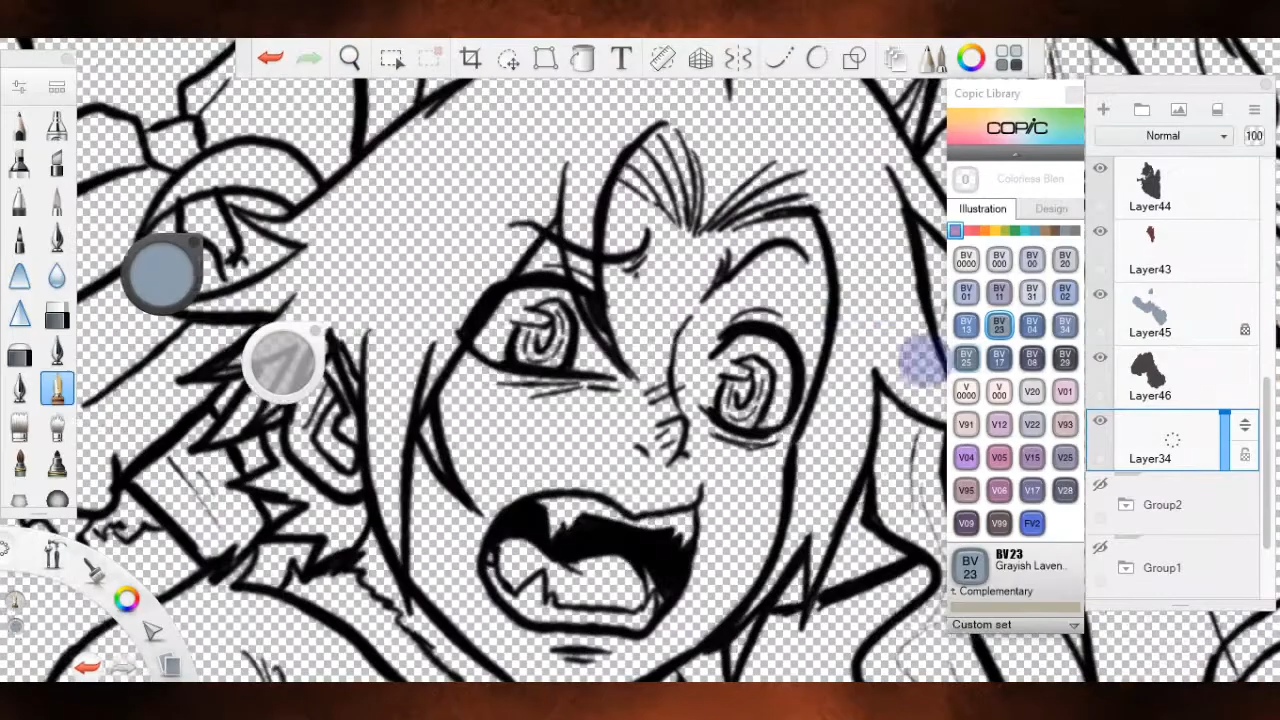 T
Copic Library
COPIC
Normal
100
0 Colorless Blen
Illustration Design
Layer44
BV 0000 BV 000 BV 00 BV 20
Layer43
BV 01 BV 11 BV 31 BV 02
BV 13 BV 23 BV 04 BV 34
Layer45
BV 25 BV 17 BV 08 BV 29
V 0000 V 000 V20 V01
Layer46
V91 V12 V22 V93
V04 V05 V15 V25
Layer34
V95 V06 V17 V28
Group2
V09 V99 FV2
BV 23
BV23
Grayish Laven..
Group1
Complementary
Custom set